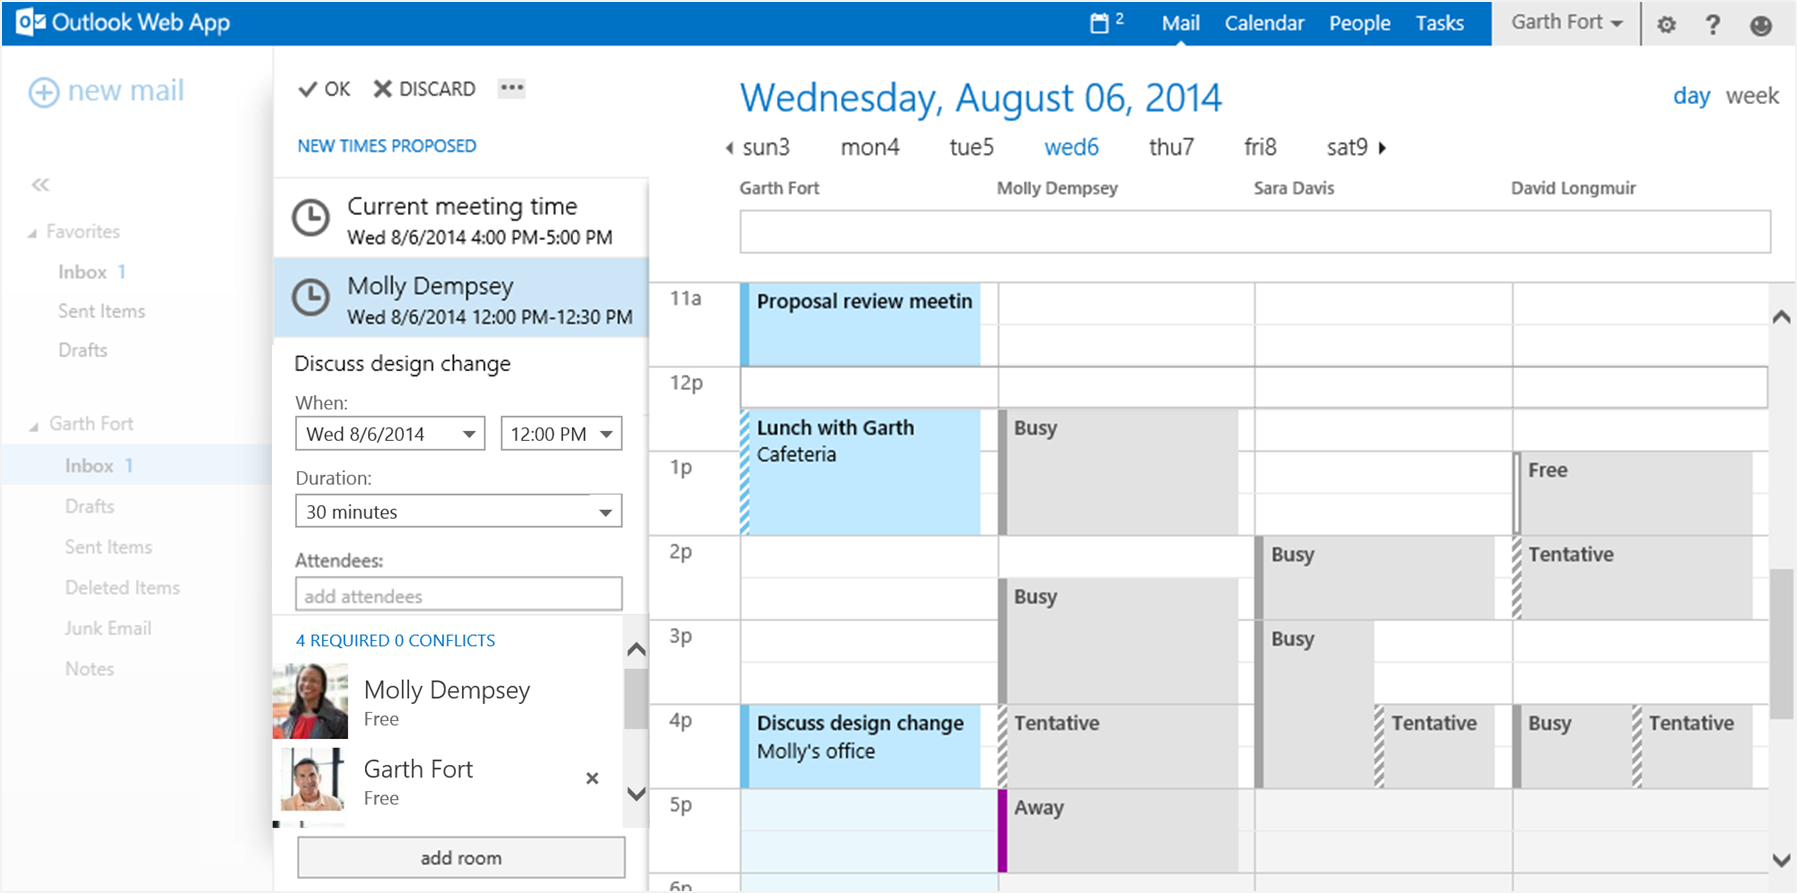 Outlook Web App
2
Mail
Calendar
People
Tasks
Garth Fort
?
new mail
Favorites
Inbox 1
Sent Items
Drafts
Garth Fort
Inbox 1
Drafts
Sent Items
Deleted Items
Junk Email
Notes
OK
DISCARD
•••
NEW TIMES PROPOSED
Current meeting time
Wed 8/6/2014 4:00 PM-5:00 PM
Molly Dempsey
Wed 8/6/2014 12:00 PM-12:30 PM
Discuss design change
When:
Wed 8/6/2014
12:00 PM
Duration:
30 minutes
Attendees:
add attendees
4 REQUIRED 0 CONFLICTS
Molly Dempsey
Free
Garth Fort
Free
add room
Wednesday, August 06, 2014
day
week
sun3
mon4
tue5
wed6
thu7
fri8
sat9
Garth Fort
Molly Dempsey
Sara Davis
David Longmuir
11a
Proposal review meetin
12p
Lunch with Garth
Cafeteria
Busy
1p
Free
2p
Busy
Tentative
Busy
3p
Busy
4p
Discuss design change
Molly's office
Tentative
Tentative
Busy
Tentative
5p
Away
6p